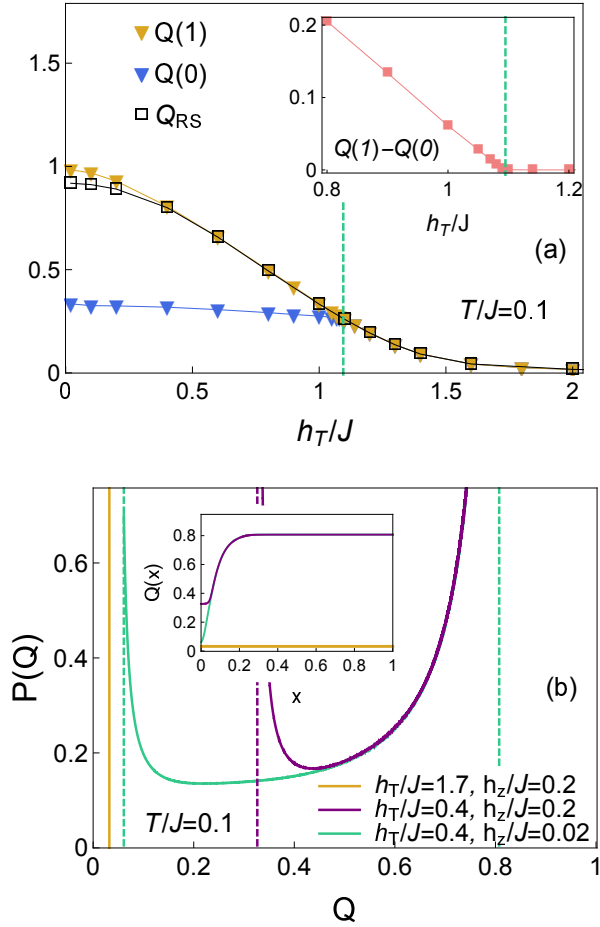 1.5
1
0.5
0
0
0.5
1
1.5
2
h_T/J
Q(1)
Q(0)
Q_RS
0.2
0.1
0
0.8
1
1.2
Q(1)−Q(0)
h_T/J
(a)
T/J=0.1
P(Q)
0.6
0.4
0.2
0
0
0.2
0.4
0.6
0.8
1
Q
Q(x)
0.8
0.6
0.4
0.2
0
0
0.2
0.4
0.6
0.8
1
x
(b)
T/J=0.1
h_T/J=1.7, h_z/J=0.2
h_T/J=0.4, h_z/J=0.2
h_T/J=0.4, h_z/J=0.02